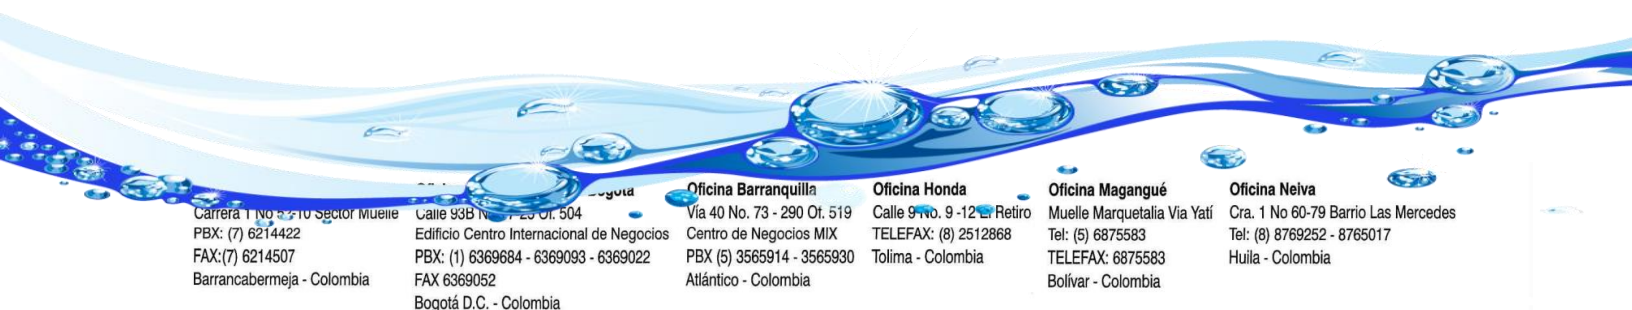 Carrera 1 No Sector Muelle
PBX: (7) 6214422
FAX:(7) 6214507
Barrancabermeja - Colombia
Bogotá
Calle 93B Of. 504
Edificio Centro Internacional de Negocios
PBX: (1) 6369684 - 6369093 - 6369022
FAX 6369052
Bogotá D.C. - Colombia
Oficina Barranquilla
Vía 40 No. 73 - 290 Of. 519
Centro de Negocios MIX
PBX (5) 3565914 - 3565930
Atlántico - Colombia
Oficina Honda
Calle 9 No. 9 -12 El Retiro
TELEFAX: (8) 2512868
Tolima - Colombia
Oficina Magangué
Muelle Marquetalia Via Yatí
Tel: (5) 6875583
TELEFAX: 6875583
Bolívar - Colombia
Oficina Neiva
Cra. 1 No 60-79 Barrio Las Mercedes
Tel: (8) 8769252 - 8765017
Huila - Colombia